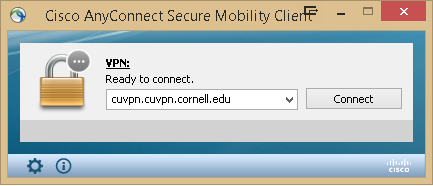 Cisco AnyConnect Secure Mobility Client
VPN:
Ready to connect.
cuvpn.cuvpn.cornell.edu
Connect
cisco